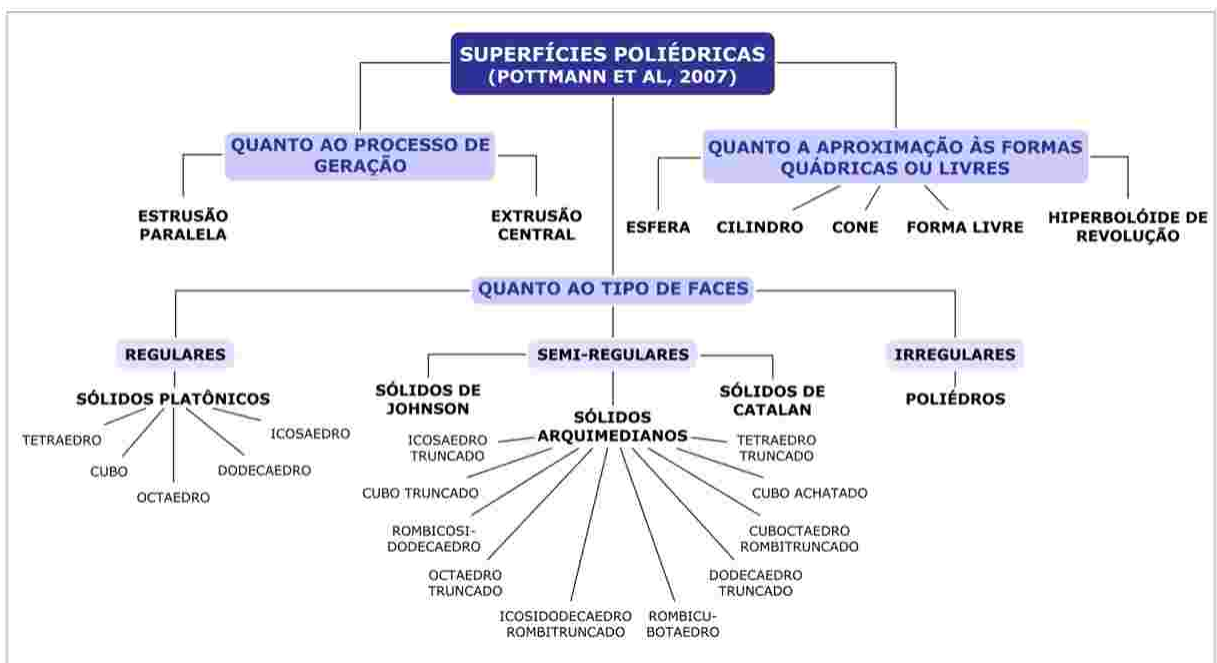 SUPERFÍCIES POLIÉDRICAS
(POTTMANN ET AL, 2007)
QUANTO AO PROCESSO DE
GERAÇÃO
ESTRUSÃO
PARALELA
EXTRUSÃO
CENTRAL
QUANTO A APROXIMAÇÃO ÀS FORMAS
QUÁDRICAS OU LIVRES
ESFERA
CILINDRO
CONE
FORMA LIVRE
HIPERBOLÓIDE DE
REVOLUÇÃO
QUANTO AO TIPO DE FACES
REGULARES
SÓLIDOS PLATÔNICOS
TETRAEDRO
CUBO
OCTAEDRO
DODECAEDRO
ICOSAEDRO
SEMI-REGULARES
SÓLIDOS DE
JOHNSON
SÓLIDOS
ARQUIMEDIANOS
SÓLIDOS DE
CATALAN
ICOSAEDRO
TRUNCADO
CUBO TRUNCADO
ROMBICOSI-
DODECAEDRO
OCTAEDRO
TRUNCADO
ICOSIDODECAEDRO
ROMBITRUNCADO
ROMBICU-
BOTAEDRO
DODECAEDRO
TRUNCADO
CUBOCTAEDRO
ROMBITRUNCADO
CUBO ACHATADO
TETRAEDRO
TRUNCADO
IRREGULARES
POLIÉDROS